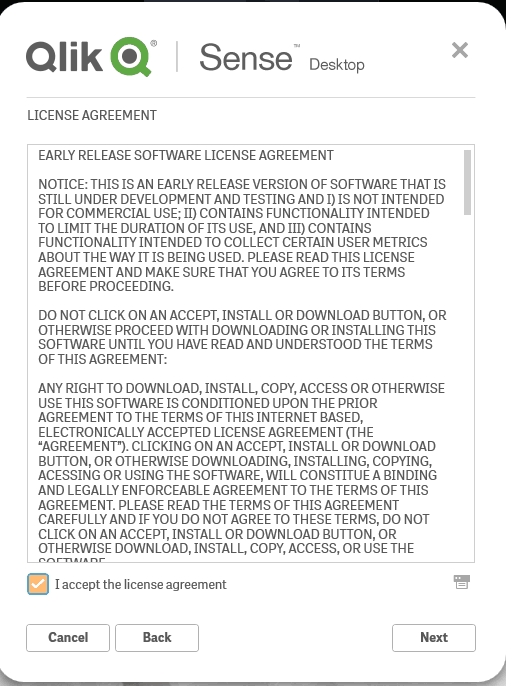 Qlik Q® | Sense™ Desktop
LICENSE AGREEMENT
EARLY RELEASE SOFTWARE LICENSE AGREEMENT
NOTICE: THIS IS AN EARLY RELEASE VERSION OF SOFTWARE THAT IS
STILL UNDER DEVELOPMENT AND TESTING AND I) IS NOT INTENDED
FOR COMMERCIAL USE; II) CONTAINS FUNCTIONALITY INTENDED
TO LIMIT THE DURATION OF ITS USE, AND III) CONTAINS
FUNCTIONALITY INTENDED TO COLLECT CERTAIN USER METRICS
ABOUT THE WAY IT IS BEING USED. PLEASE READ THIS LICENSE
AGREEMENT AND MAKE SURE THAT YOU AGREE TO ITS TERMS
BEFORE PROCEEDING.
DO NOT CLICK ON AN ACCEPT, INSTALL OR DOWNLOAD BUTTON, OR
OTHERWISE PROCEED WITH DOWNLOADING OR INSTALLING THIS
SOFTWARE UNTIL YOU HAVE READ AND UNDERSTOOD THE TERMS
OF THIS AGREEMENT:
ANY RIGHT TO DOWNLOAD, INSTALL, COPY, ACCESS OR OTHERWISE
USE THIS SOFTWARE IS CONDITIONED UPON THE PRIOR
AGREEMENT TO THE TERMS OF THIS INTERNET BASED,
ELECTRONICALLY ACCEPTED LICENSE AGREEMENT (THE
“AGREEMENT”). CLICKING ON AN ACCEPT, INSTALL OR DOWNLOAD
BUTTON, OR OTHERWISE DOWNLOADING, INSTALLING, COPYING,
ACESSING OR USING THE SOFTWARE, WILL CONSTITUE A BINDING
AND LEGALLY ENFORCEABLE AGREEMENT TO THE TERMS OF THIS
AGREEMENT. PLEASE READ THE TERMS OF THIS AGREEMENT
CAREFULLY AND IF YOU DO NOT AGREE TO THESE TERMS, DO NOT
CLICK ON AN ACCEPT, INSTALL OR DOWNLOAD BUTTON, OR
OTHERWISE DOWNLOAD, INSTALL, COPY, ACCESS, OR USE THE
SOFTWARE.
I accept the license agreement
Cancel
Back
Next